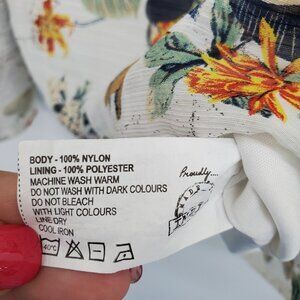 BODY - 100% NYLON
LINING - 100% POLYESTER
MACHINE WASH WARM
DO NOT WASH WITH DARK COLOURS
DO NOT BLEACH
WITH LIGHT COLOURS
LINE DRY
COOL IRON
40°C
Proudly...